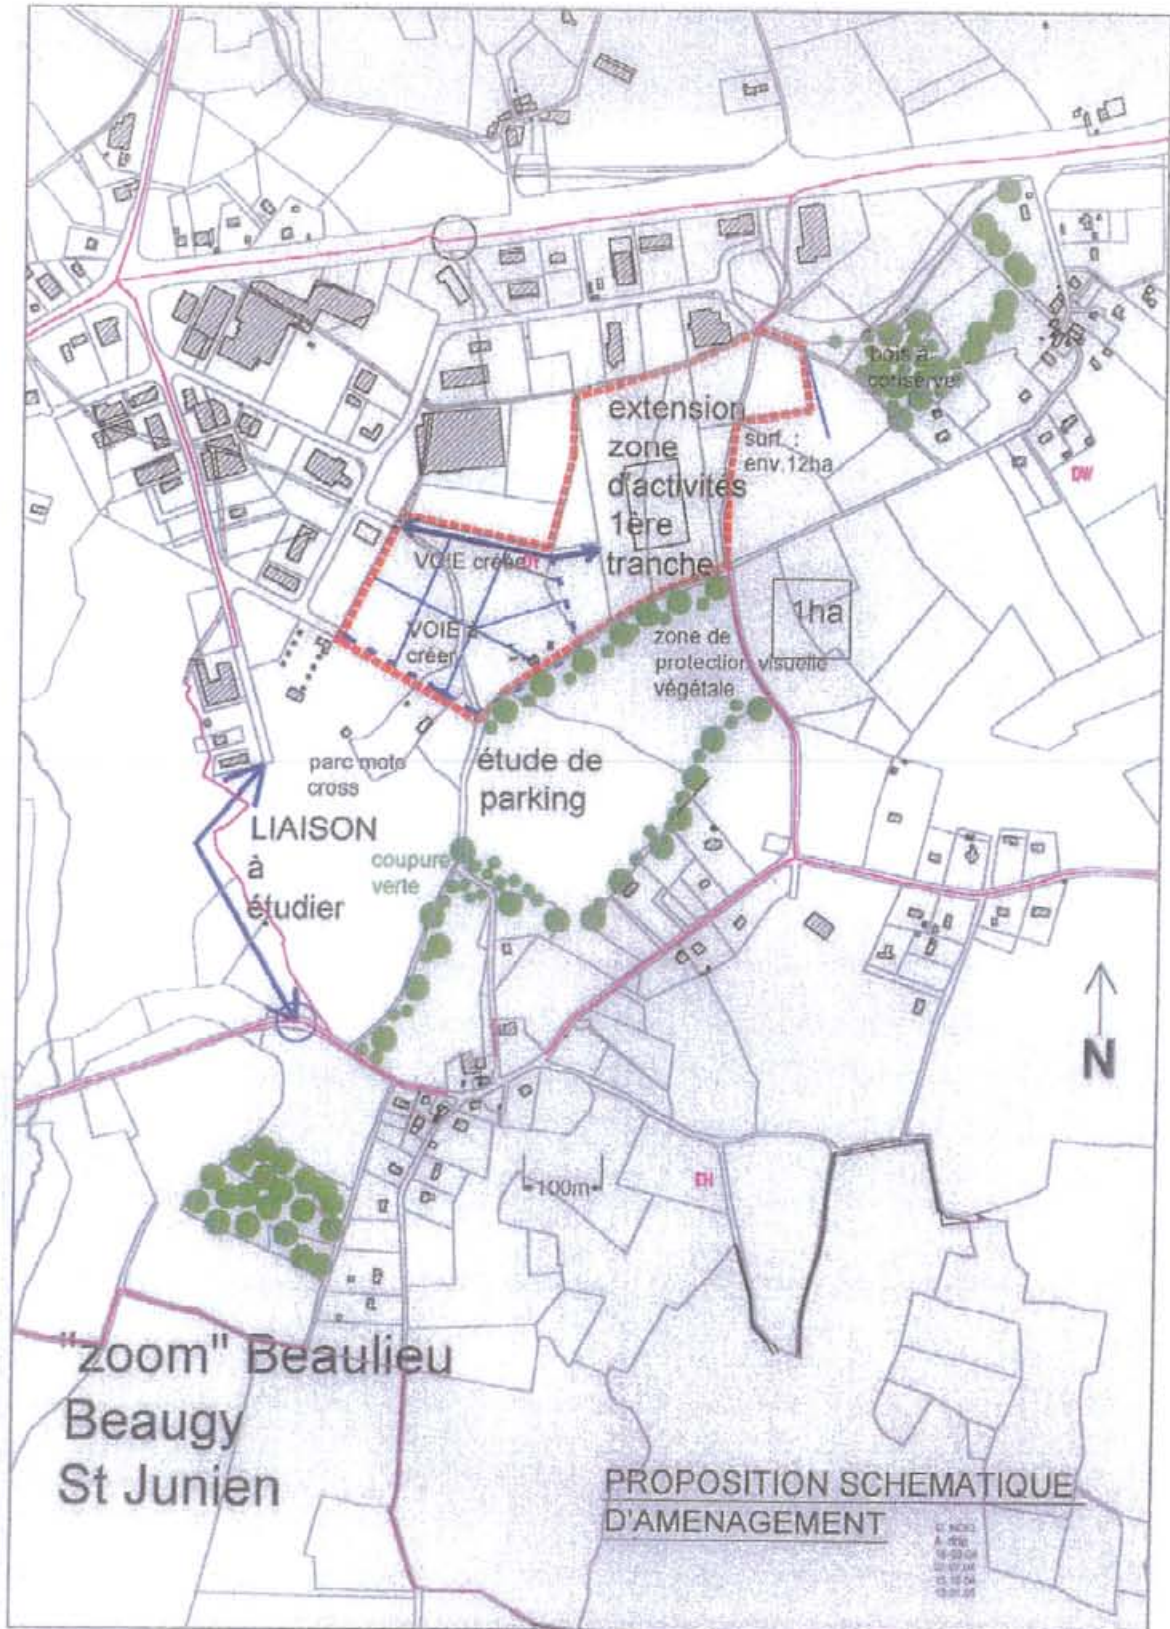 bois à
conserver
extension
zone
d'activités
1ère
tranche
surf. :
env.12ha
DW
VOIE créée
VOIE à
créer
1ha
zone de
protection visuelle
végétale
parc moto
cross
étude de
parking
LIAISON
à
étudier
coupure
verte
N
100m
DI
"zoom" Beaulieu
Beaugy
St Junien
PROPOSITION SCHEMATIQUE
D'AMENAGEMENT